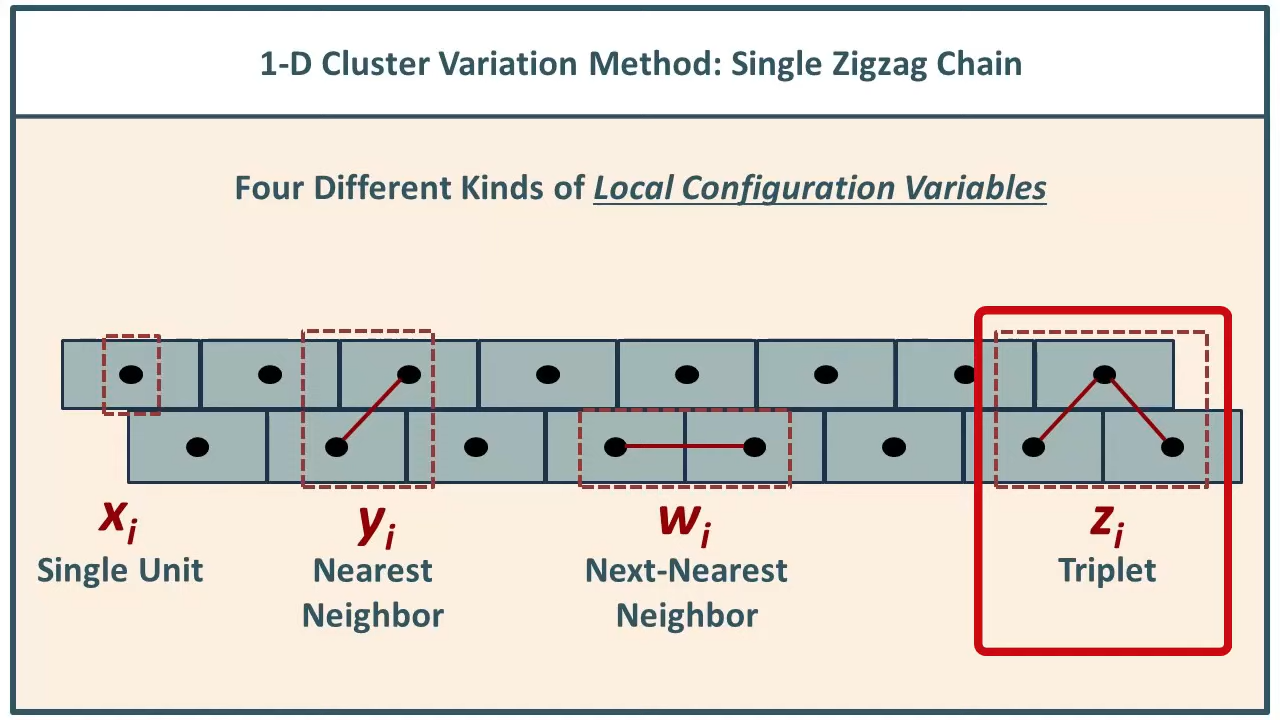 1-D Cluster Variation Method: Single Zigzag Chain
Four Different Kinds of Local Configuration Variables
xi
Single Unit
yi
Nearest
Neighbor
wi
Next-Nearest
Neighbor
zi
Triplet